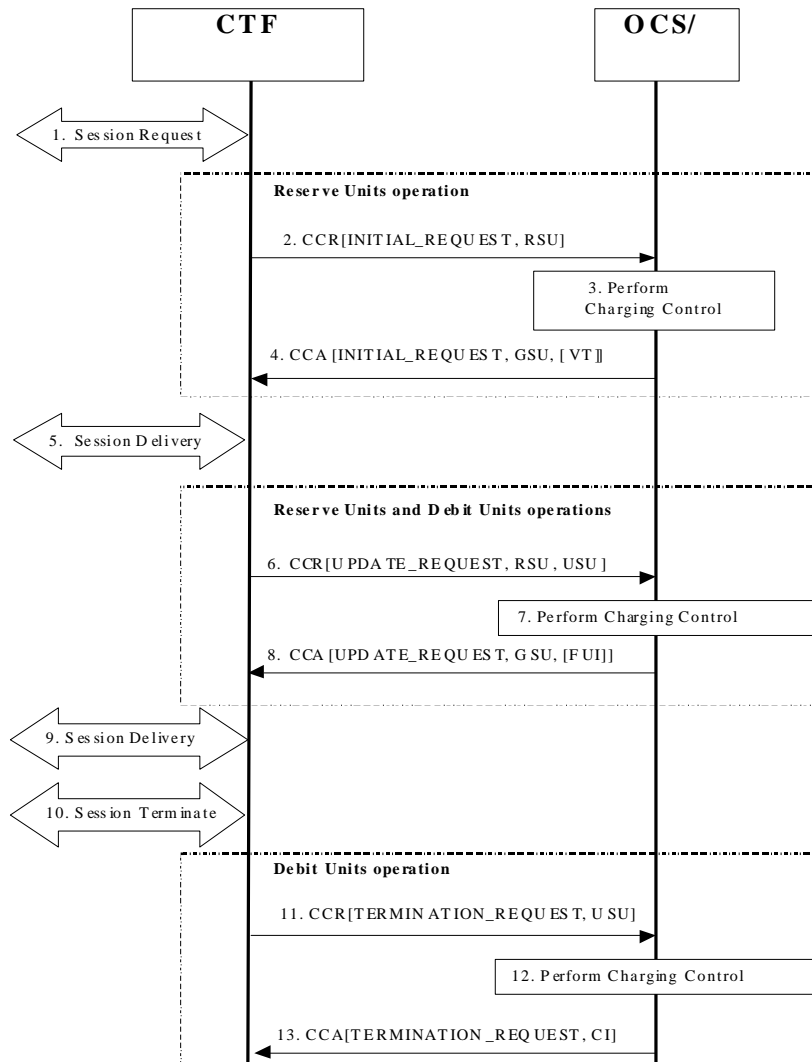 CTF
OCS/
1. Session Request
Reserve Units operation
2. CCR[INITIAL_REQUEST, RSU]
3. Perform
Charging Control
4. CCA [INITIAL_REQUEST, GSU, [VT]]
5. Session Delivery
Reserve Units and Debit Units operations
6. CCR[UPDATE_REQUEST, RSU, USU]
7. Perform Charging Control
8. CCA [UPDATE_REQUEST, GSU, [FUI]]
9. Session Delivery
10. Session Terminate
Debit Units operation
11. CCR[TERMINATION_REQUEST, USU]
12. Perform Charging Control
13. CCA[TERMINATION_REQUEST, CI]